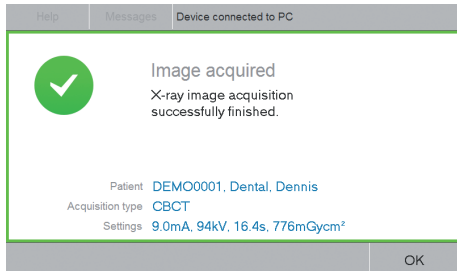 Help Messages Device connected to PC
Image acquired
X-ray image acquisition
successfully finished.
Patient DEMO0001, Dental, Dennis
Acquisition type CBCT
Settings 9.0mA, 94kV, 16.4s, 776mGycm²
OK